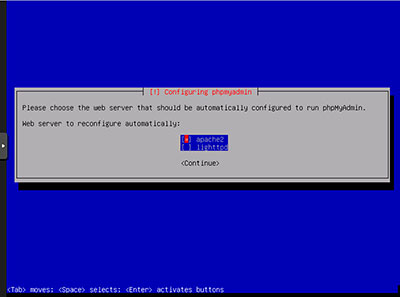 [!] Configuring phpmyadmin
Please choose the web server that should be automatically configured to run phpMyAdmin.
Web server to reconfigure automatically:
[*] apache2
[ ] lighttpd
<Continue>
<Tab> moves; <Space> selects; <Enter> activates buttons